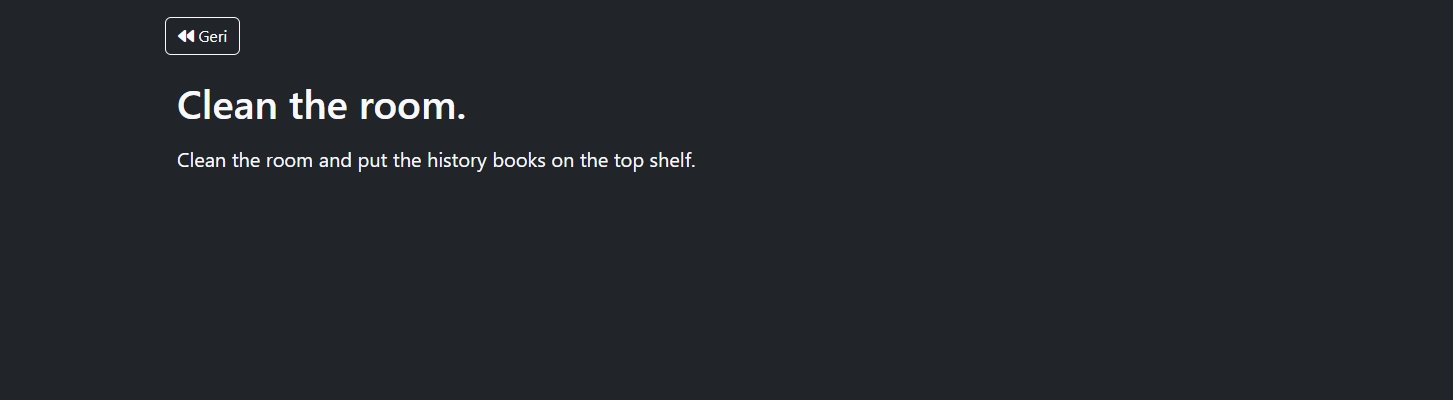 Geri
Clean the room.
Clean the room and put the history books on the top shelf.